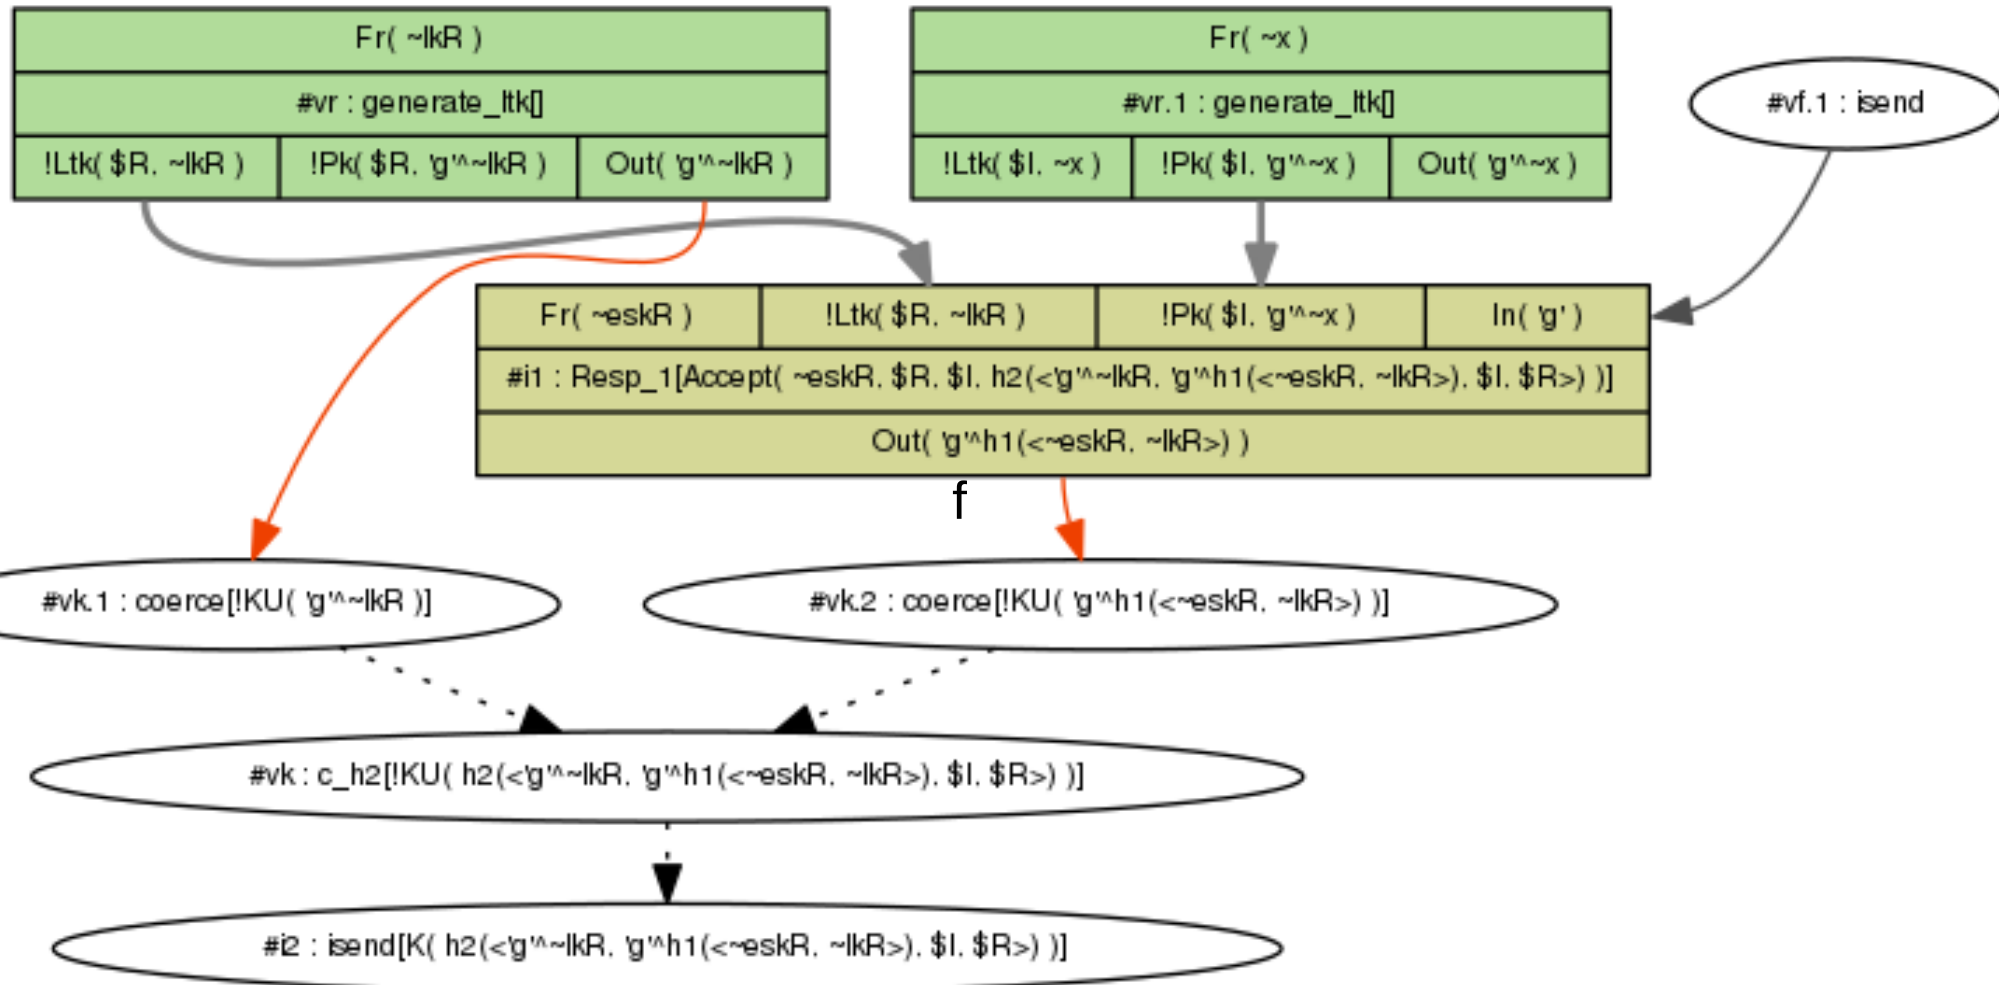 Fr( ~lkR )
#vr : generate_ltk[]
!Ltk( $R, ~lkR ) !Pk( $R, 'g'^~lkR ) Out( 'g'^~lkR )
Fr( ~x )
#vr.1 : generate_ltk[]
!Ltk( $I, ~x ) !Pk( $I, 'g'^~x ) Out( 'g'^~x )
#vf.1 : isend
Fr( ~eskR ) !Ltk( $R, ~lkR ) !Pk( $I, 'g'^~x ) In( 'g' )
#i1 : Resp_1[Accept( ~eskR, $R, $I, h2(<'g'^~lkR, 'g'^h1(<~eskR, ~lkR>), $I, $R>) )]
Out( 'g'^h1(<~eskR, ~lkR>) )
f
#vk.1 : coerce[!KU( 'g'^~lkR )]
#vk.2 : coerce[!KU( 'g'^h1(<~eskR, ~lkR>) )]
#vk : c_h2[!KU( h2(<'g'^~lkR, 'g'^h1(<~eskR, ~lkR>), $I, $R>) )]
#i2 : isend[K( h2(<'g'^~lkR, 'g'^h1(<~eskR, ~lkR>), $I, $R>) )]